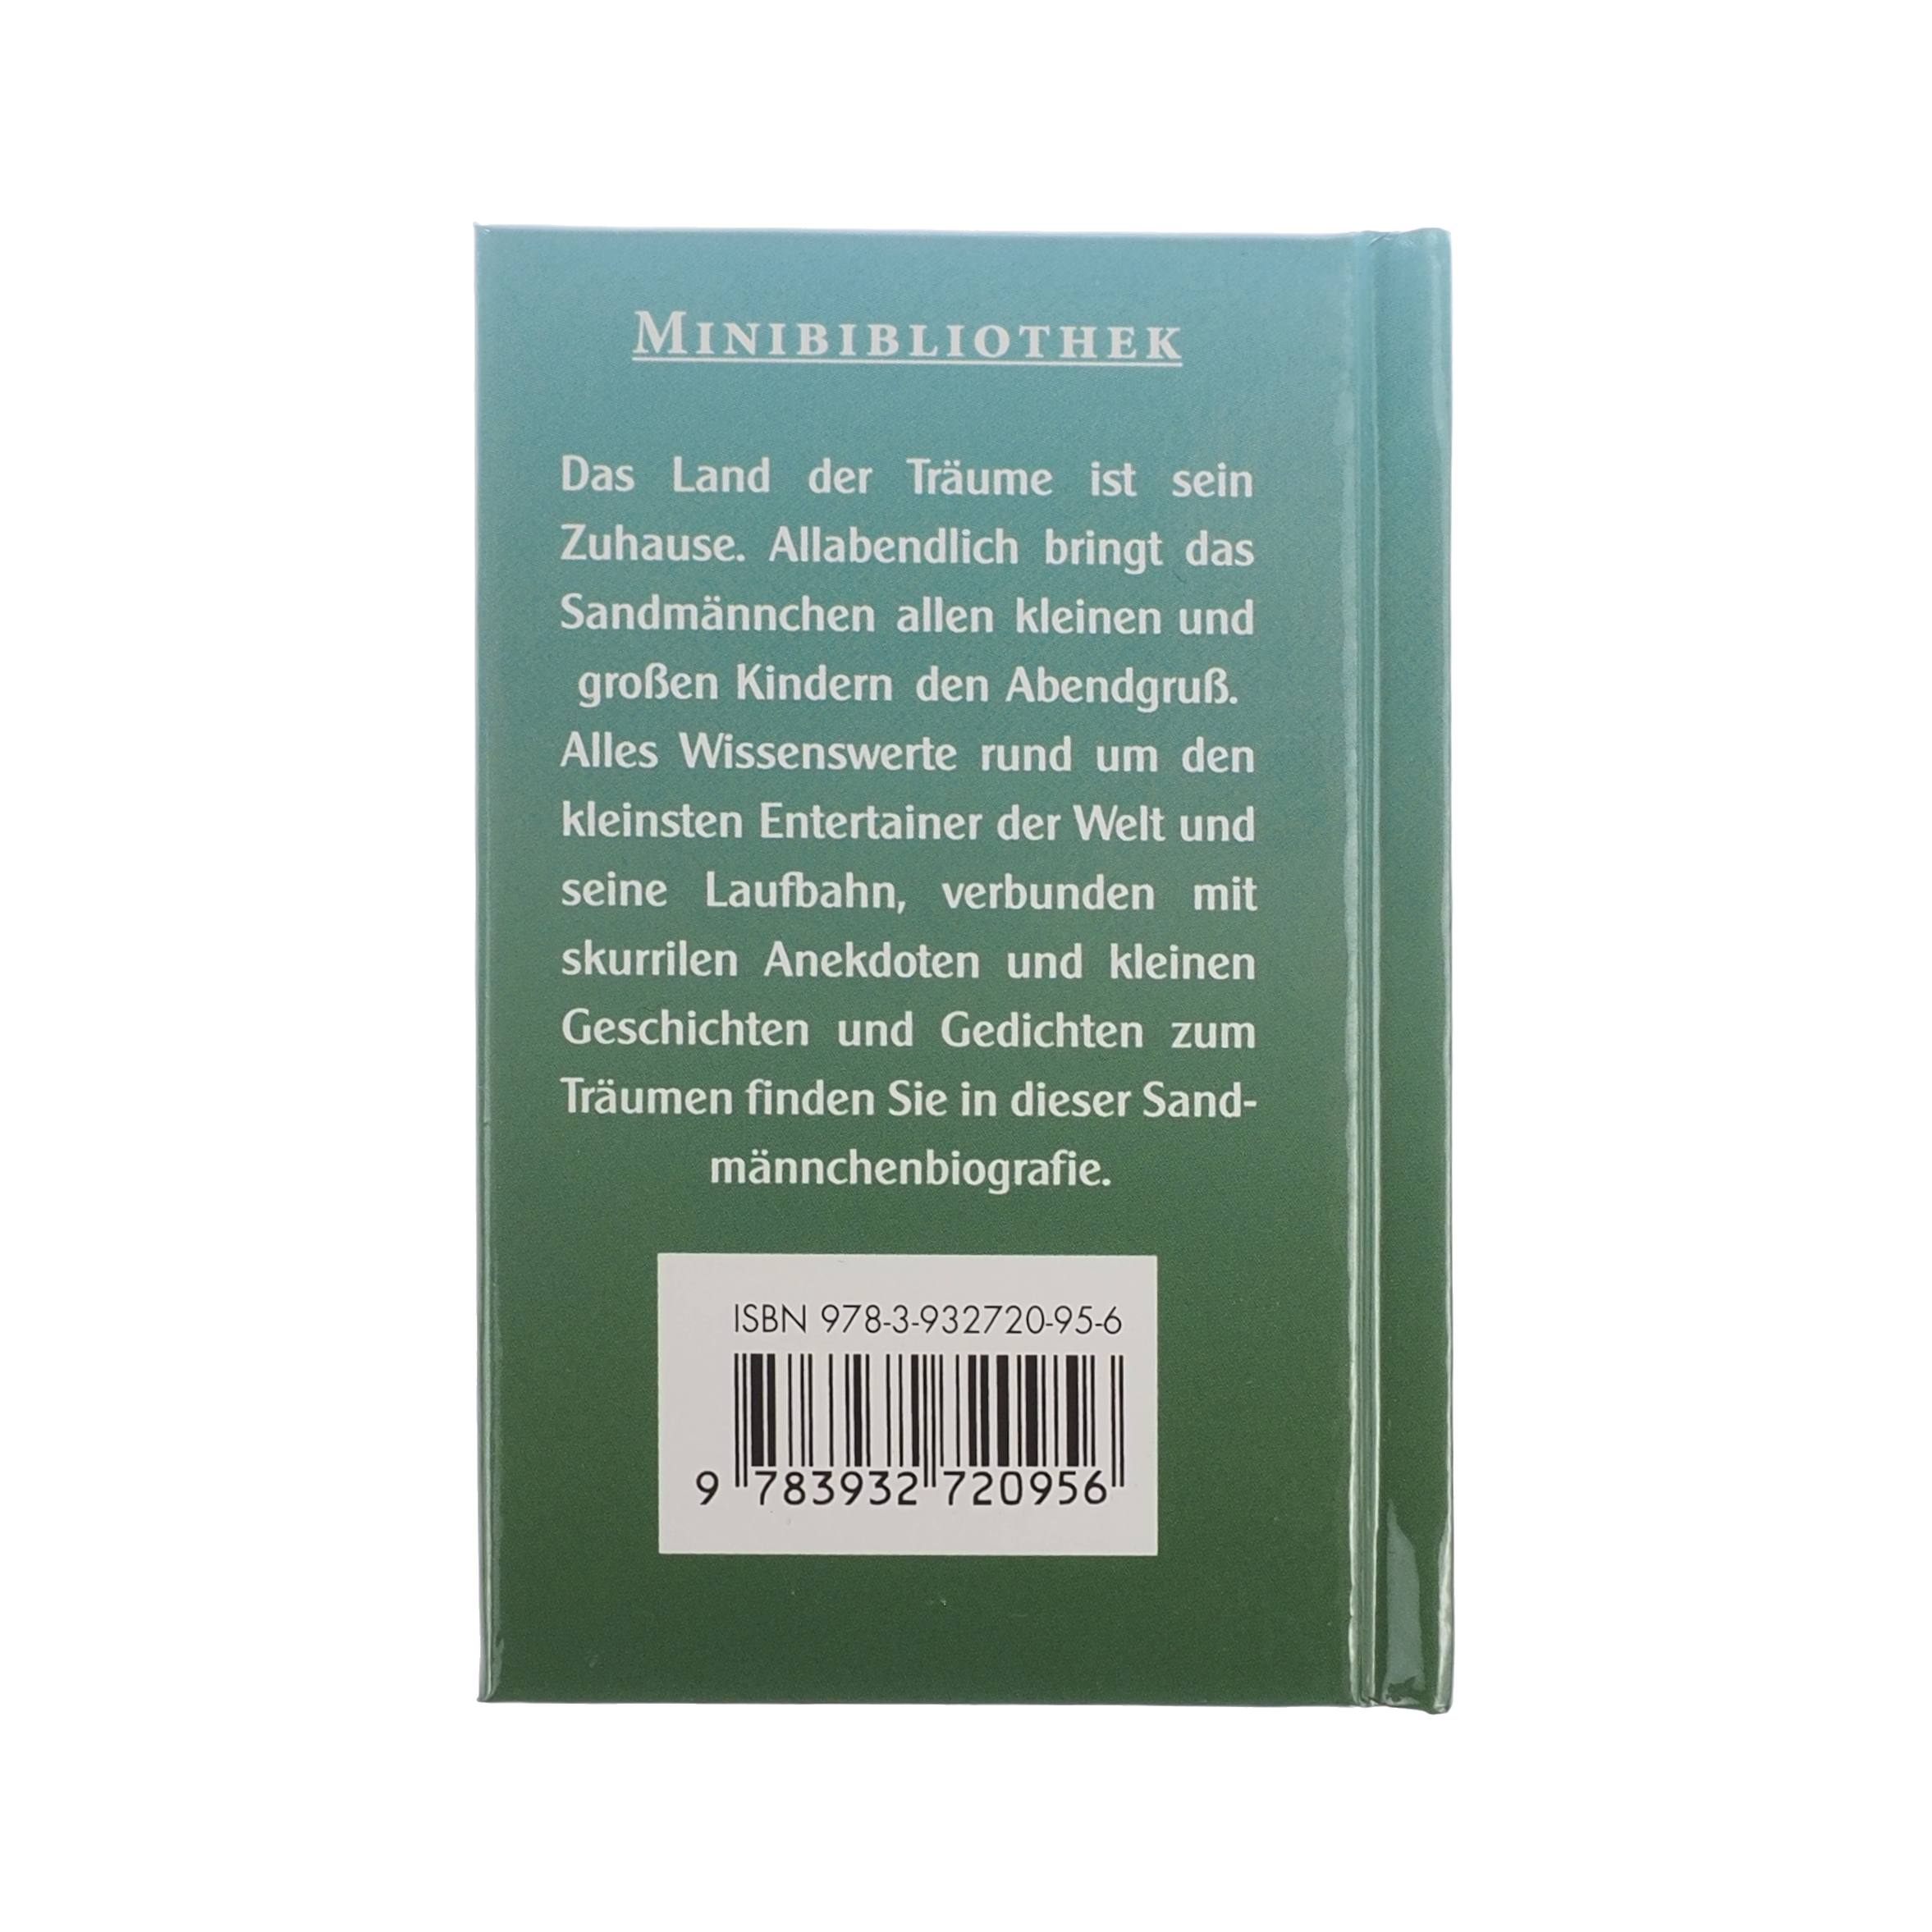 MINIBIBLIOTHEK
Das Land der Träume ist sein
Zuhause. Allabendlich bringt das
Sandmännchen allen kleinen und
großen Kindern den Abendgruß.
Alles Wissenswerte rund um den
kleinsten Entertainer der Welt und
seine Laufbahn, verbunden mit
skurrilen Anekdoten und kleinen
Geschichten und Gedichten zum
Träumen finden Sie in dieser Sand-
männchenbiografie.
ISBN 978-3-932720-95-6
9 783932 720956